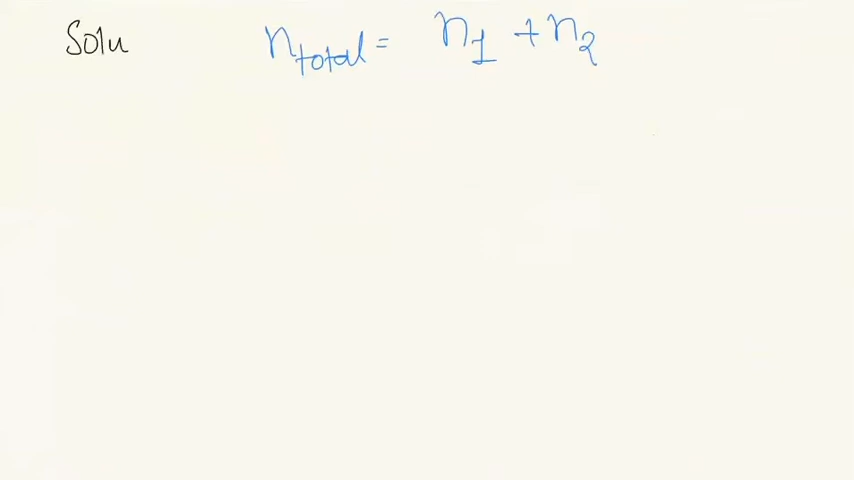 Solu n_total = n_1 + n_2